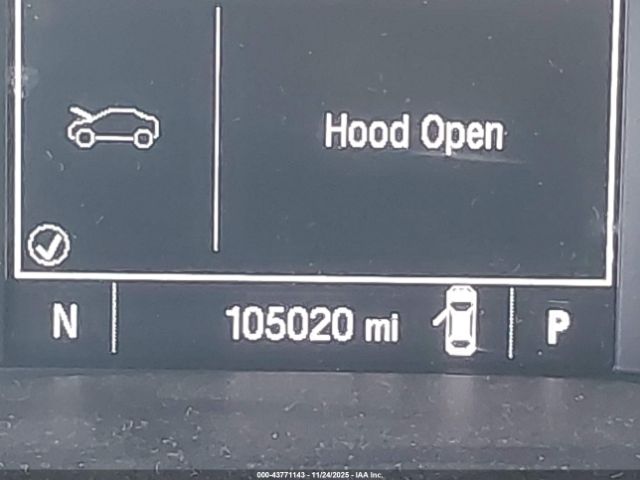 Hood Open
N 105020 mi P
000-43771143 - 11/24/2025 - IAA Inc.